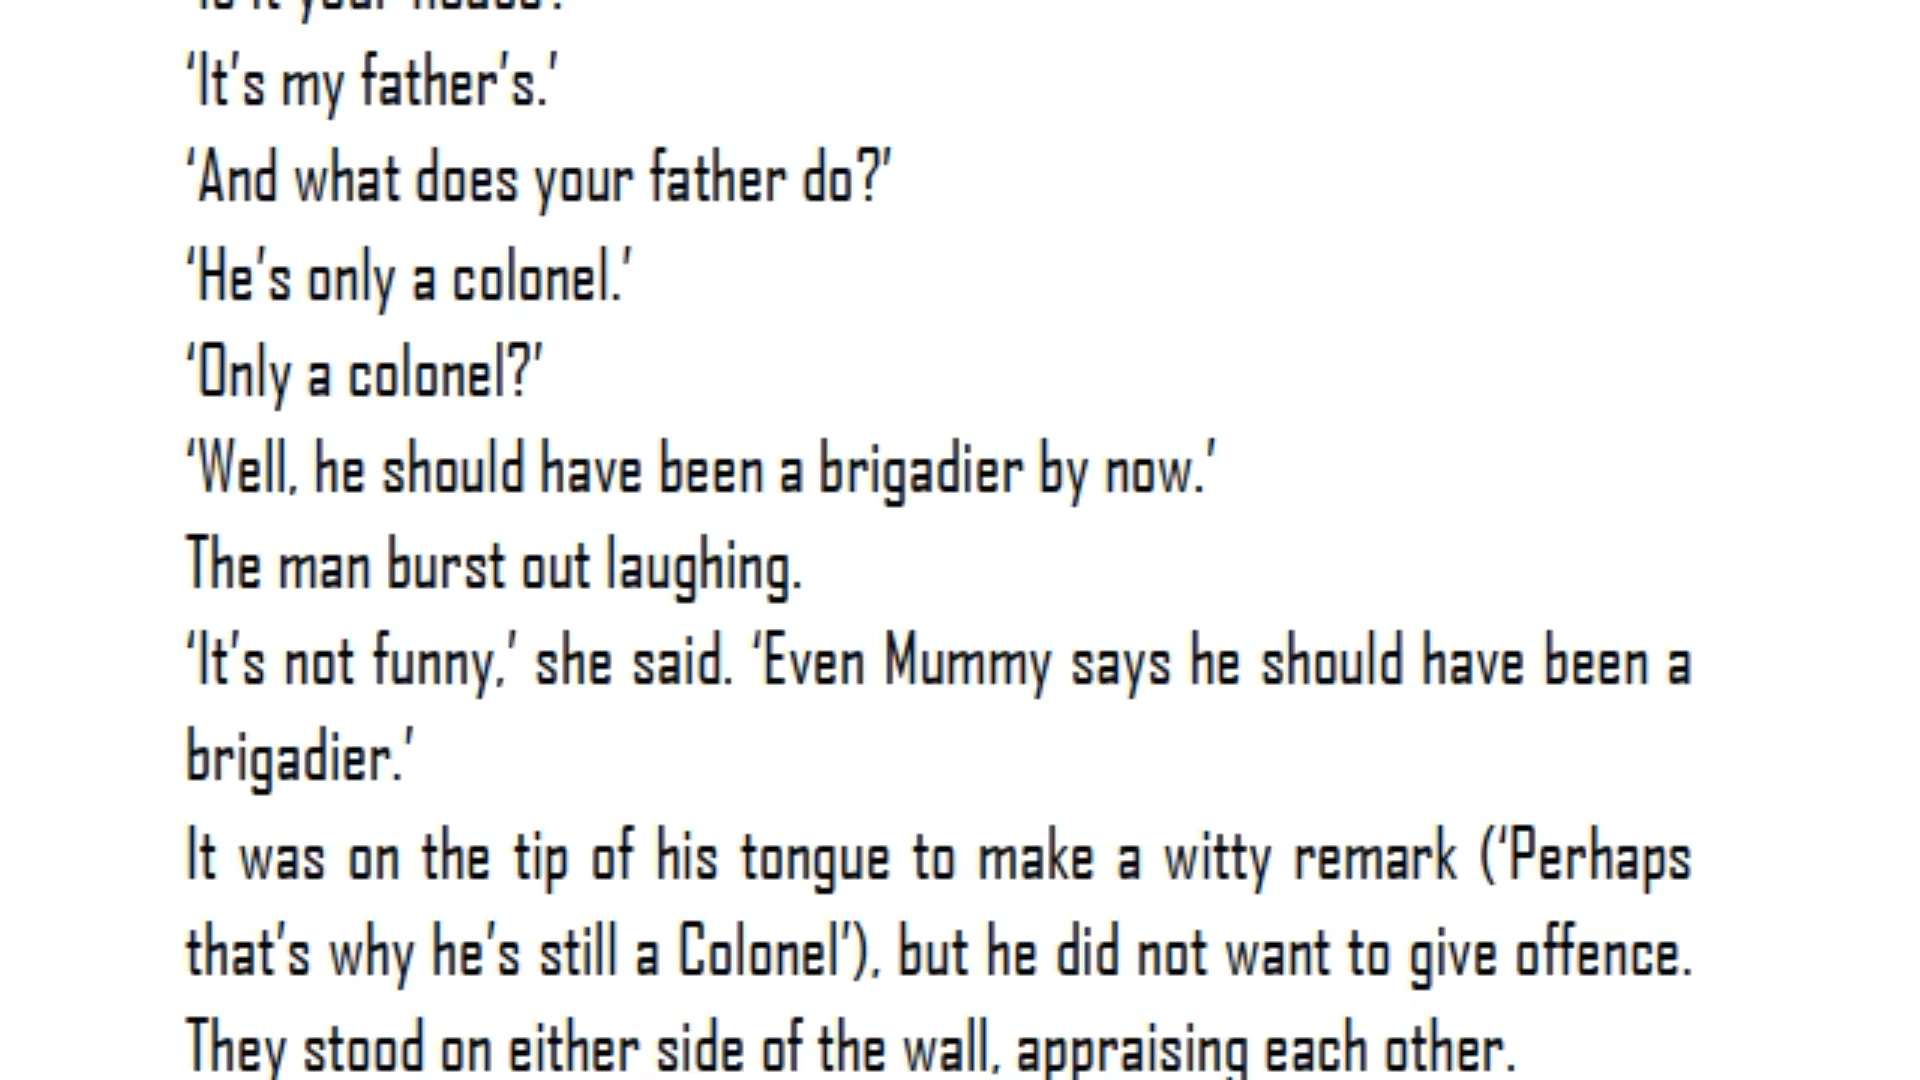 ‘Is it your house?’
‘It’s my father’s.’
‘And what does your father do?’
‘He’s only a colonel.’
‘Only a colonel?’
‘Well, he should have been a brigadier by now.’
The man burst out laughing.
‘It’s not funny,’ she said. ‘Even Mummy says he should have been a
brigadier.’
It was on the tip of his tongue to make a witty remark (‘Perhaps
that’s why he’s still a Colonel’), but he did not want to give offence.
They stood on either side of the wall, appraising each other.